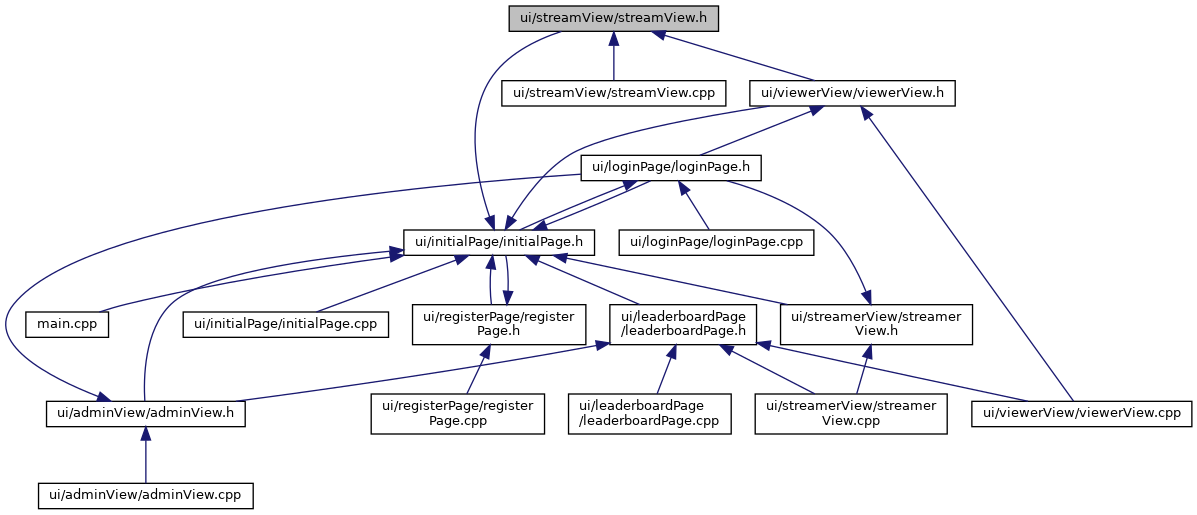 ui/streamView/streamView.h
ui/streamView/streamView.cpp
ui/viewerView/viewerView.h
ui/loginPage/loginPage.h
ui/initialPage/initialPage.h
ui/loginPage/loginPage.cpp
main.cpp
ui/initialPage/initialPage.cpp
ui/registerPage/register
Page.h
ui/leaderboardPage
/leaderboardPage.h
ui/streamerView/streamer
View.h
ui/adminView/adminView.h
ui/registerPage/register
Page.cpp
ui/leaderboardPage
/leaderboardPage.cpp
ui/streamerView/streamer
View.cpp
ui/viewerView/viewerView.cpp
ui/adminView/adminView.cpp